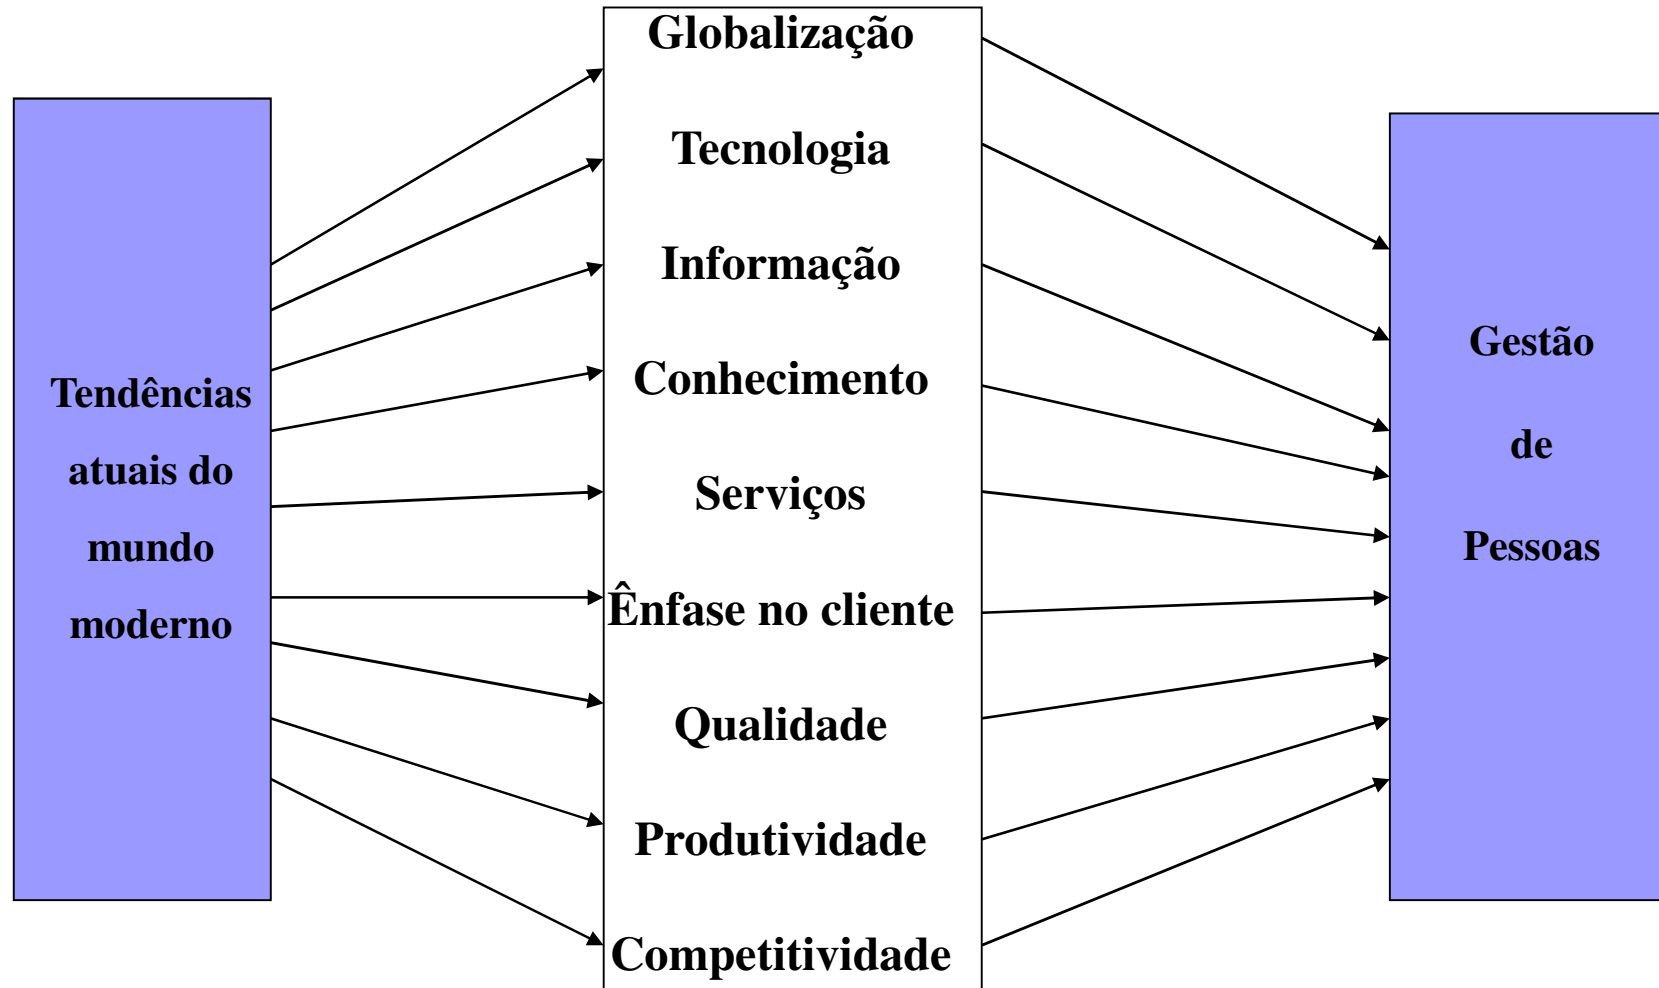 Tendências
atuais do
mundo
moderno
Globalização
Tecnologia
Informação
Conhecimento
Serviços
Ênfase no cliente
Qualidade
Produtividade
Competitividade
Gestão
de
Pessoas